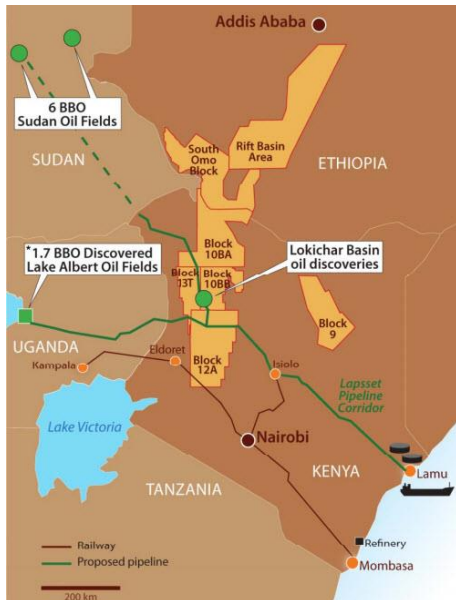 Addis Ababa
6 BBO
Sudan Oil Fields
SUDAN
South
Omo
Block
Rift Basin
Area
ETHIOPIA
*1.7 BBO Discovered
Lake Albert Oil Fields
Block
10BA
Lokichar Basin
oil discoveries
Block
13T
Block
10BB
Block
9
UGANDA
Kampala
Eldoret
Block
12A
Isiolo
Lapsset
Pipeline
Corridor
Lake Victoria
Nairobi
KENYA
Lamu
TANZANIA
Railway
Proposed pipeline
Refinery
Mombasa
200 km